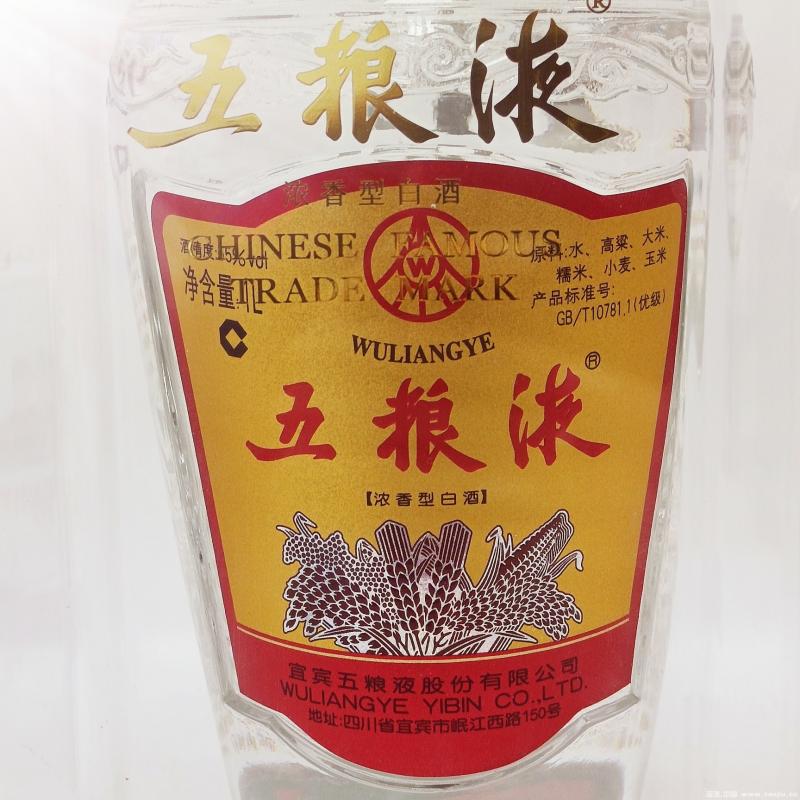 五粮液®
浓香型白酒
CHINESE FAMOUS
TRADE MARK
净含量:1L
原料:水、高粱、大米、
糯米、小麦、玉米
产品标准号:
GB/T10781.1(优级)
W
WULIANGYE
五粮液®
【浓香型白酒】
宜宾五粮液股份有限公司
WULIANGYE YIBIN CO.,LTD.
地址:四川省宜宾市岷江西路150号